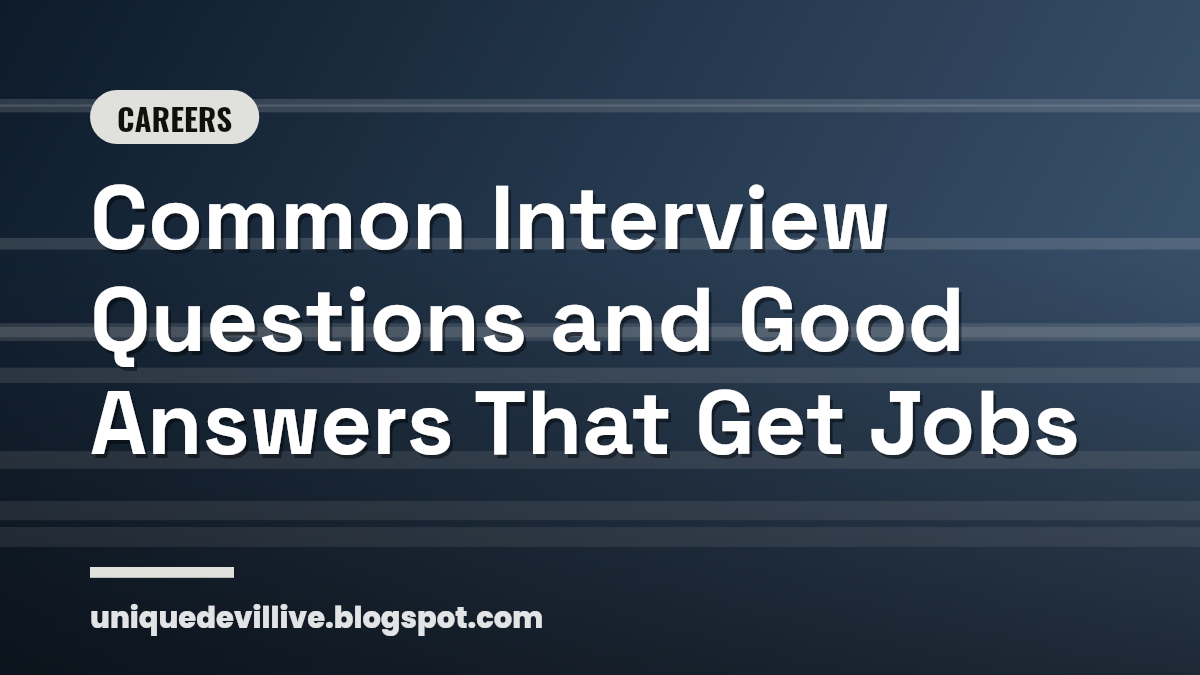 CAREERS
Common Interview
Questions and Good
Answers That Get Jobs
uniquedevillive.blogspot.com